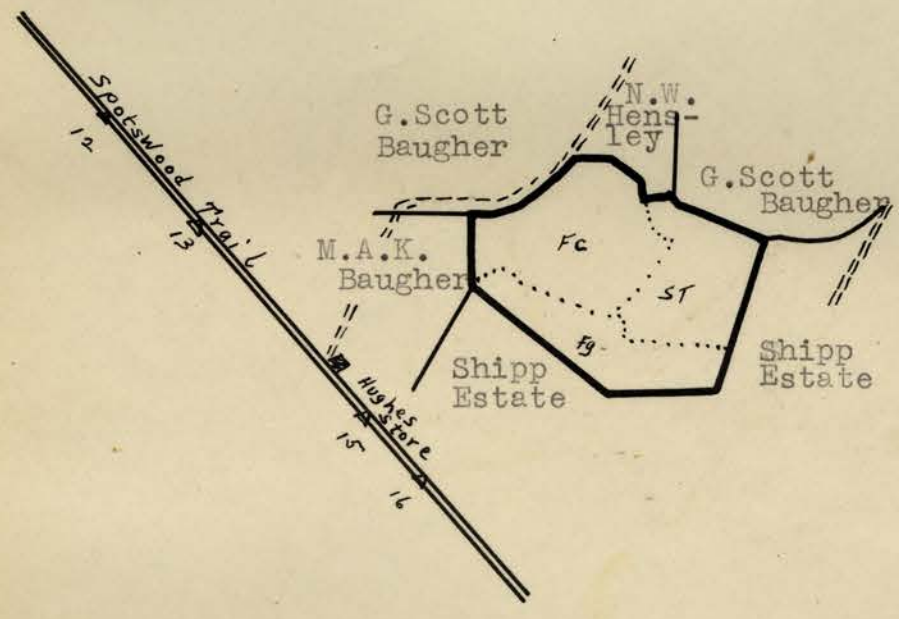 Spotswood Trail
12
13
Hughes
Store
15
16
G.Scott
Baugher
N.W.
Hens-
ley
G.Scott
Baugher
M.A.K.
Baugher
Fc
ST
Fg
Shipp
Estate
Shipp
Estate